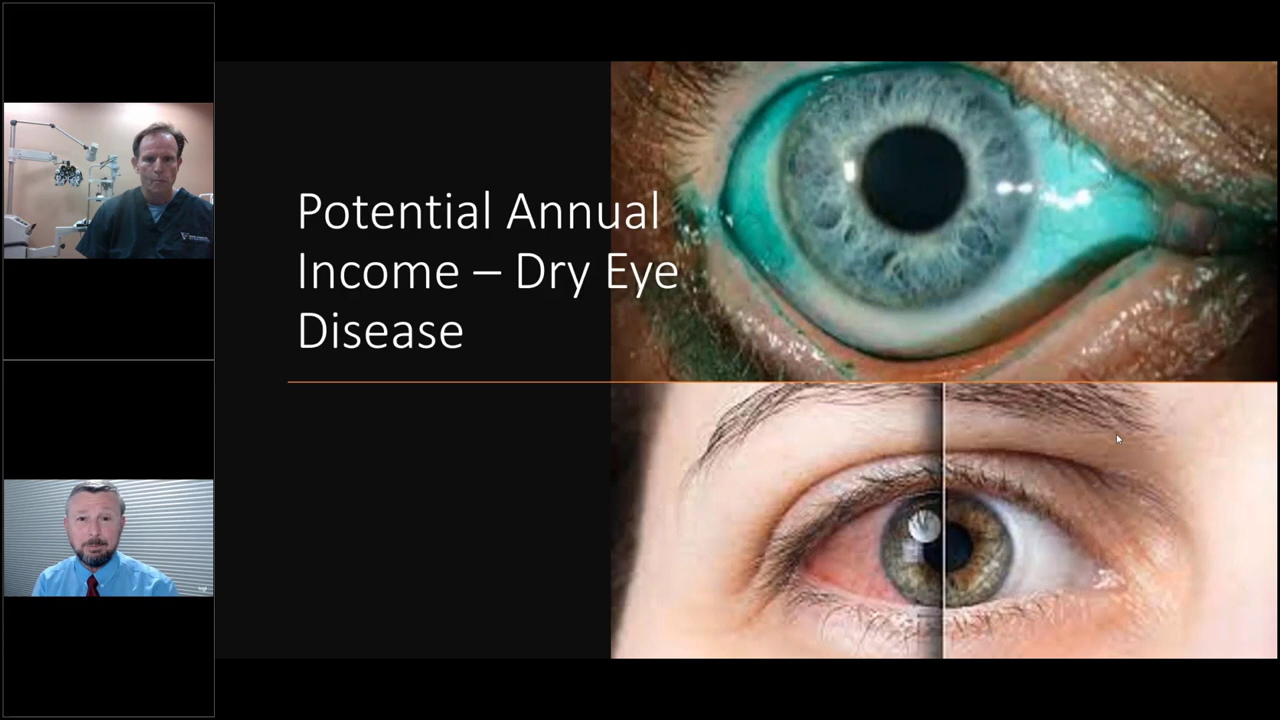 Potential Annual
Income – Dry Eye
Disease